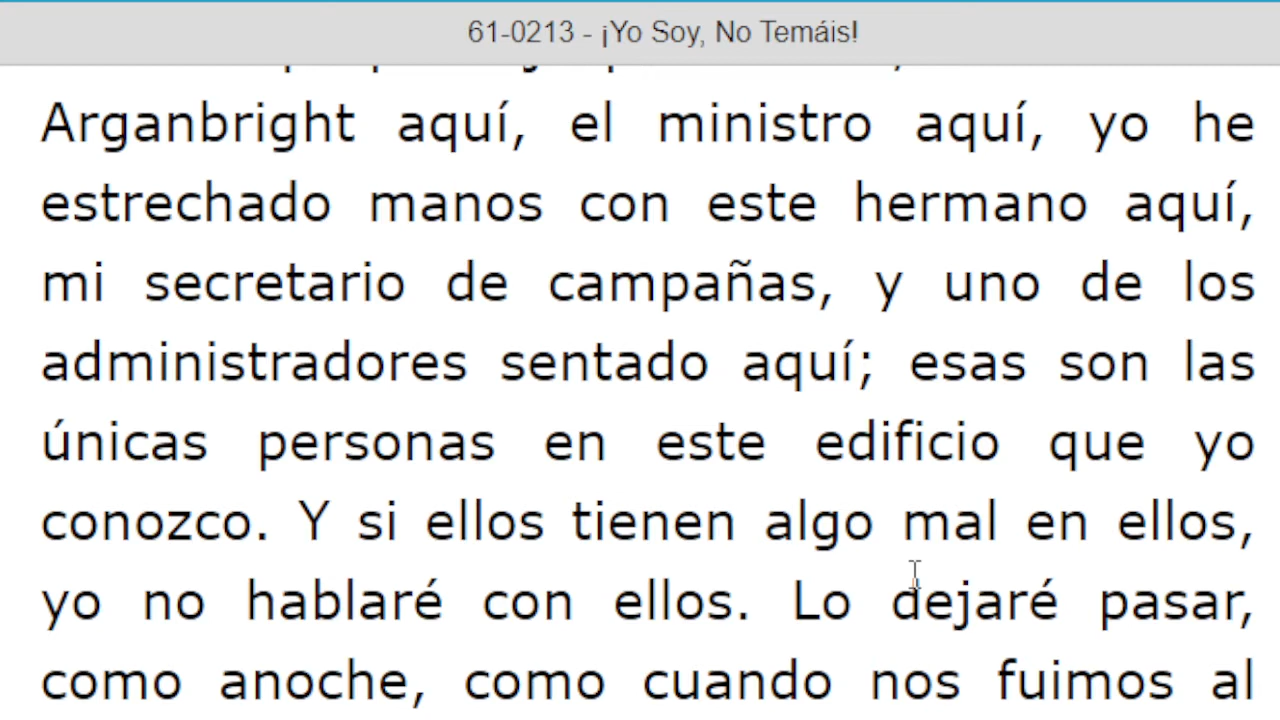 61-0213 - ¡Yo Soy, No Temáis!
Arganbright aquí, el ministro aquí, yo he
estrechado manos con este hermano aquí,
mi secretario de campañas, y uno de los
administradores sentado aquí; esas son las
únicas personas en este edificio que yo
conozco. Y si ellos tienen algo mal en ellos,
yo no hablaré con ellos. Lo dejaré pasar,
como anoche, como cuando nos fuimos al